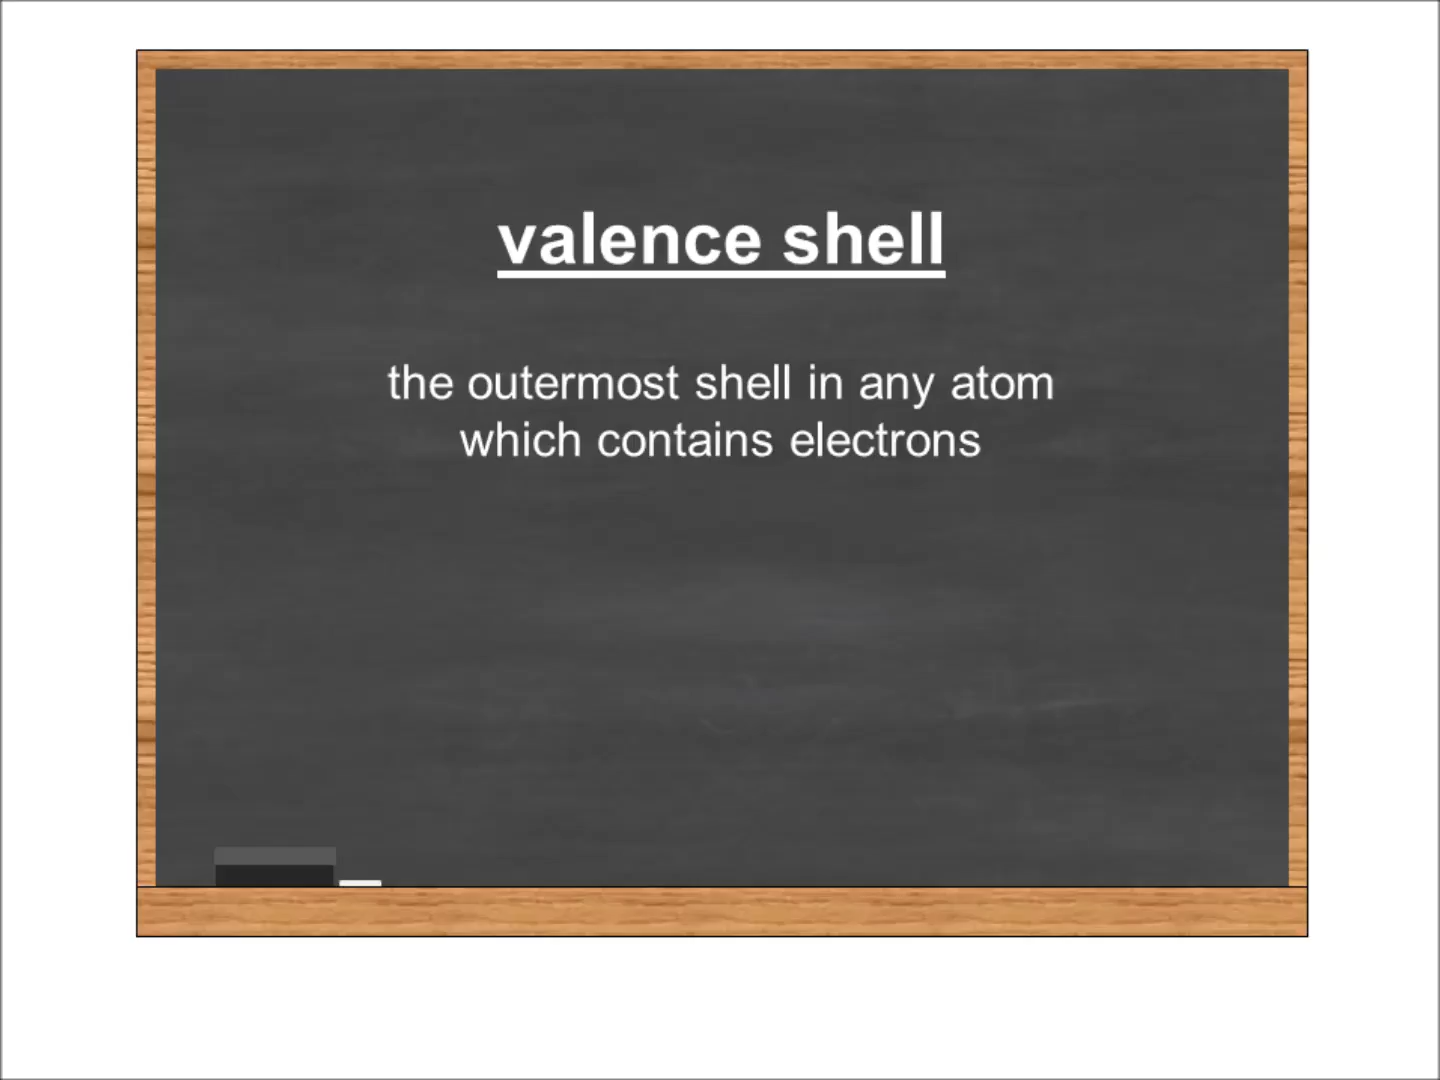 valence shell
the outermost shell in any atom
which contains electrons